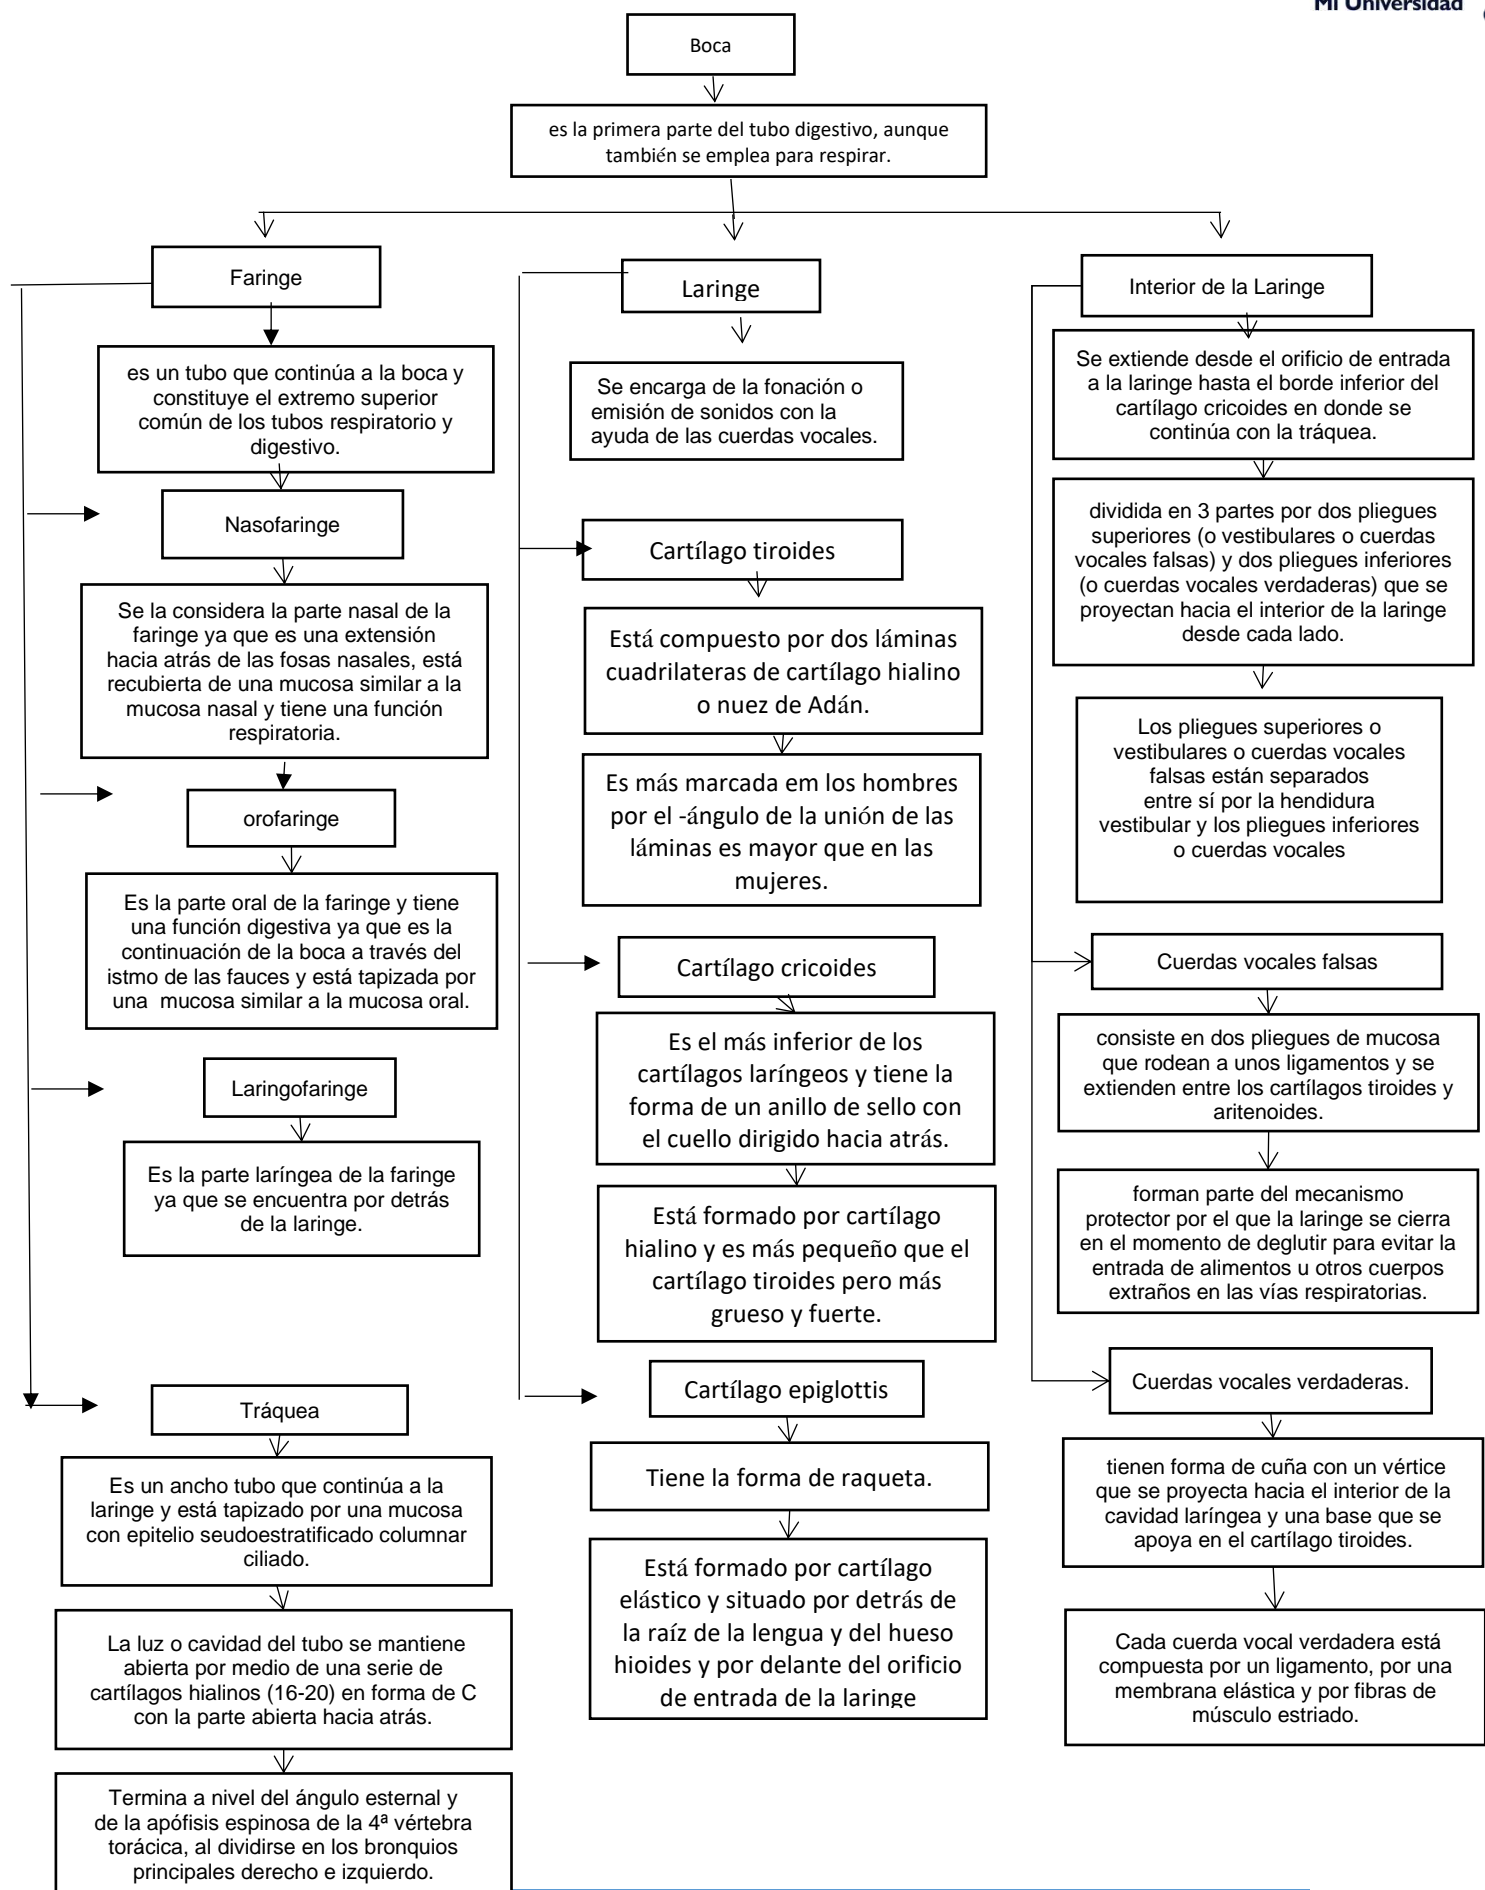 Mi Universidad
Boca
es la primera parte del tubo digestivo, aunque
también se emplea para respirar.
Faringe
es un tubo que continúa a la boca y
constituye el extremo superior
común de los tubos respiratorio y
digestivo.
Nasofaringe
Se la considera la parte nasal de la
faringe ya que es una extensión
hacia atrás de las fosas nasales, está
recubierta de una mucosa similar a la
mucosa nasal y tiene una función
respiratoria.
orofaringe
Es la parte oral de la faringe y tiene
una función digestiva ya que es la
continuación de la boca a través del
istmo de las fauces y está tapizada por
una mucosa similar a la mucosa oral.
Laringofaringe
Es la parte laríngea de la faringe
ya que se encuentra por detrás
de la laringe.
Tráquea
Es un ancho tubo que continúa a la
laringe y está tapizado por una mucosa
con epitelio seudoestratificado columnar
ciliado.
La luz o cavidad del tubo se mantiene
abierta por medio de una serie de
cartílagos hialinos (16-20) en forma de C
con la parte abierta hacia atrás.
Termina a nivel del ángulo esternal y
de la apófisis espinosa de la 4ª vértebra
torácica, al dividirse en los bronquios
principales derecho e izquierdo.
Laringe
Se encarga de la fonación o
emisión de sonidos con la
ayuda de las cuerdas vocales.
Cartílago tiroides
Está compuesto por dos láminas
cuadrilateras de cartílago hialino
o nuez de Adán.
Es más marcada em los hombres
por el -ángulo de la unión de las
láminas es mayor que en las
mujeres.
Cartílago cricoides
Es el más inferior de los
cartílagos laríngeos y tiene la
forma de un anillo de sello con
el cuello dirigido hacia atrás.
Está formado por cartílago
hialino y es más pequeño que el
cartílago tiroides pero más
grueso y fuerte.
Cartílago epiglottis
Tiene la forma de raqueta.
Está formado por cartílago
elástico y situado por detrás de
la raíz de la lengua y del hueso
hioides y por delante del orificio
de entrada de la laringe
Interior de la Laringe
Se extiende desde el orificio de entrada
a la laringe hasta el borde inferior del
cartílago cricoides en donde se
continúa con la tráquea.
dividida en 3 partes por dos pliegues
superiores (o vestibulares o cuerdas
vocales falsas) y dos pliegues inferiores
(o cuerdas vocales verdaderas) que se
proyectan hacia el interior de la laringe
desde cada lado.
Los pliegues superiores o
vestibulares o cuerdas vocales
falsas están separados
entre sí por la hendidura
vestibular y los pliegues inferiores
o cuerdas vocales
Cuerdas vocales falsas
consiste en dos pliegues de mucosa
que rodean a unos ligamentos y se
extienden entre los cartílagos tiroides y
aritenoides.
forman parte del mecanismo
protector por el que la laringe se cierra
en el momento de deglutir para evitar la
entrada de alimentos u otros cuerpos
extraños en las vías respiratorias.
Cuerdas vocales verdaderas.
tienen forma de cuña con un vértice
que se proyecta hacia el interior de la
cavidad laríngea y una base que se
apoya en el cartílago tiroides.
Cada cuerda vocal verdadera está
compuesta por un ligamento, por una
membrana elástica y por fibras de
músculo estriado.